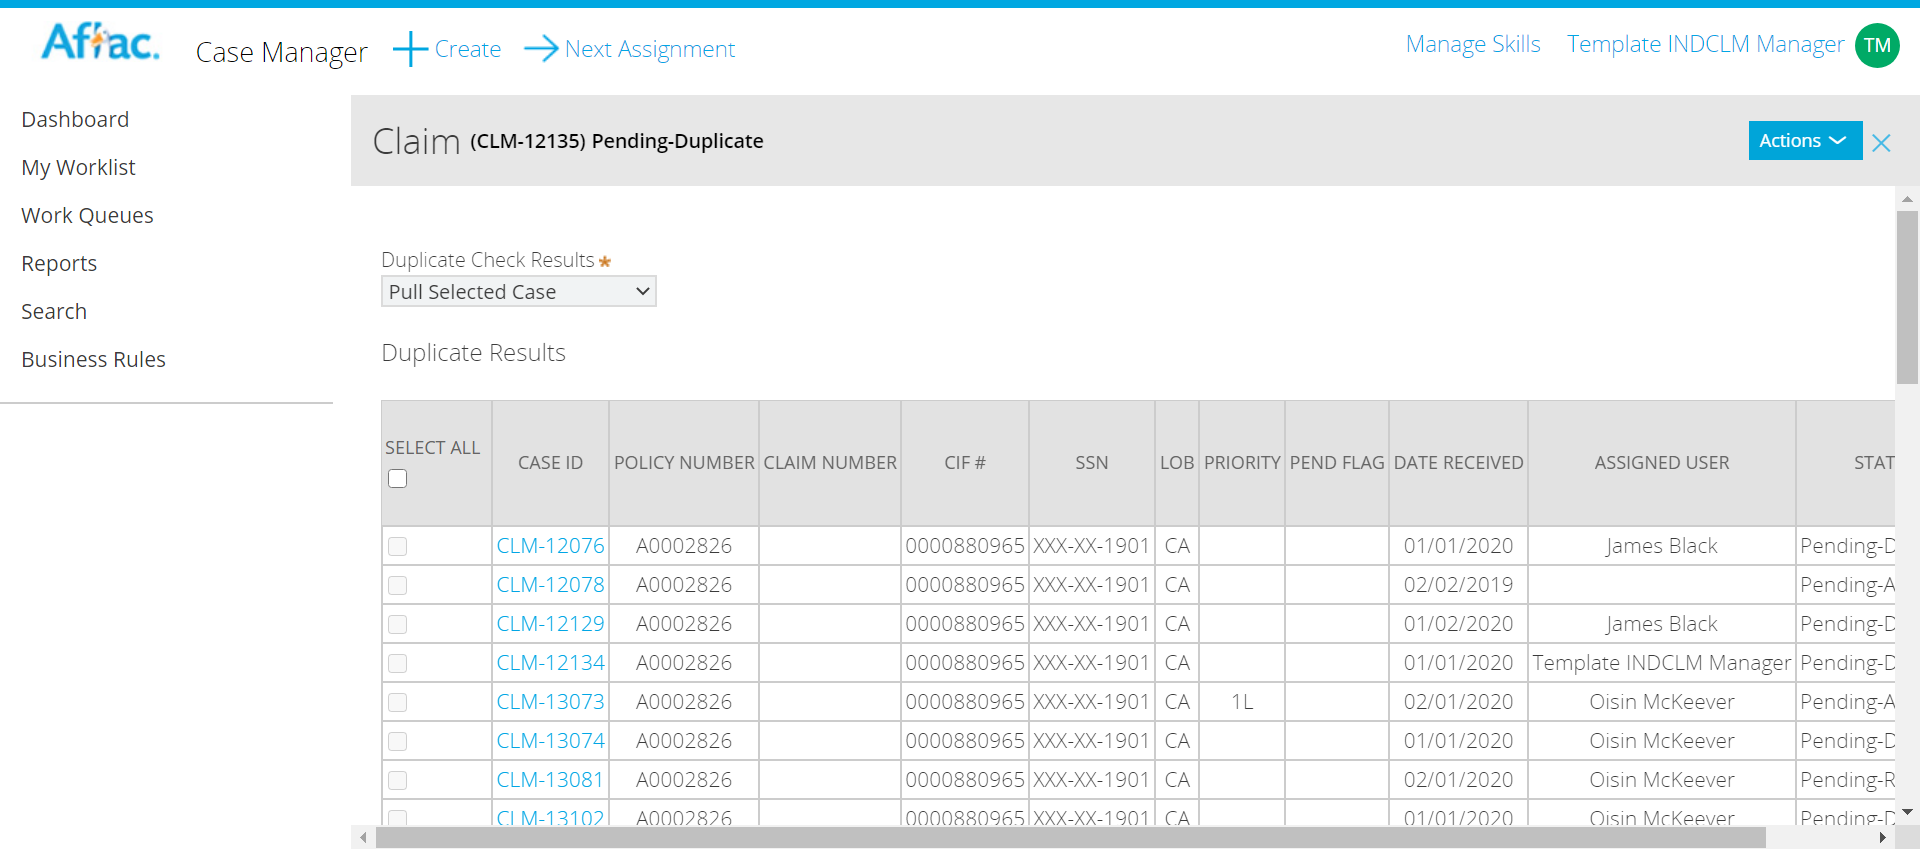 Aflac.
Case Manager
Create
Next Assignment
Manage Skills
Template INDCLM Manager
TM
Dashboard
My Worklist
Work Queues
Reports
Search
Business Rules
Claim (CLM-12135) Pending-Duplicate
Actions
Duplicate Check Results
Pull Selected Case
Duplicate Results
SELECT ALL CASE ID POLICY NUMBER CLAIM NUMBER CIF # SSN LOB PRIORITY PEND FLAG DATE RECEIVED ASSIGNED USER STAT
CLM-12076 A0002826 0000880965 XXX-XX-1901 CA 01/01/2020 James Black Pending-D
CLM-12078 A0002826 0000880965 XXX-XX-1901 CA 02/02/2019 Pending-A
CLM-12129 A0002826 0000880965 XXX-XX-1901 CA 01/02/2020 James Black Pending-D
CLM-12134 A0002826 0000880965 XXX-XX-1901 CA 01/01/2020 Template INDCLM Manager Pending-D
CLM-13073 A0002826 0000880965 XXX-XX-1901 CA 1L 02/01/2020 Oisin McKeever Pending-A
CLM-13074 A0002826 0000880965 XXX-XX-1901 CA 01/01/2020 Oisin McKeever Pending-D
CLM-13081 A0002826 0000880965 XXX-XX-1901 CA 02/01/2020 Oisin McKeever Pending-R
CLM-13102 A0002826 0000880965 XXX-XX-1901 CA 01/01/2020 Oisin McKeever Pending-D